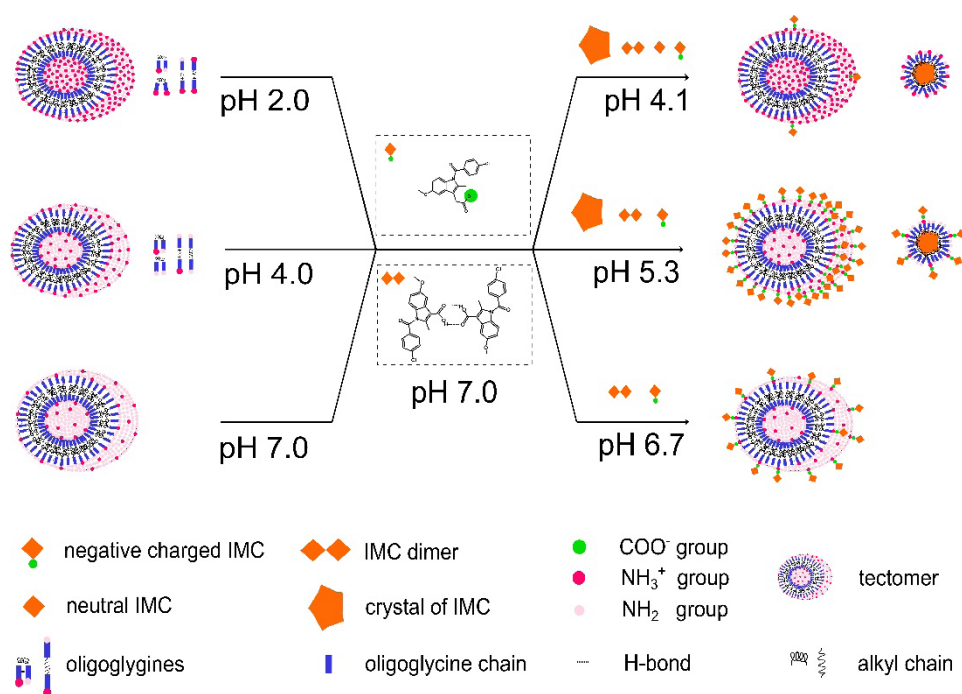 pH 2.0
pH 4.1
pH 4.0
pH 5.3
pH 7.0
pH 7.0
pH 6.7
negative charged IMC
IMC dimer
COO⁻ group
NH₃⁺ group
NH₂ group
tectomer
neutral IMC
crystal of IMC
oligoglygines
oligoglycine chain
H-bond
alkyl chain